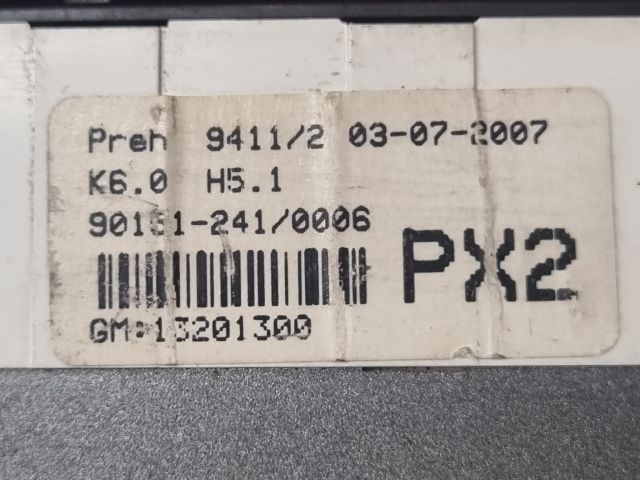 Preh 9411/2 03-07-2007
K6.0 H5.1
90151-241/0006
PX2
GM:13201300